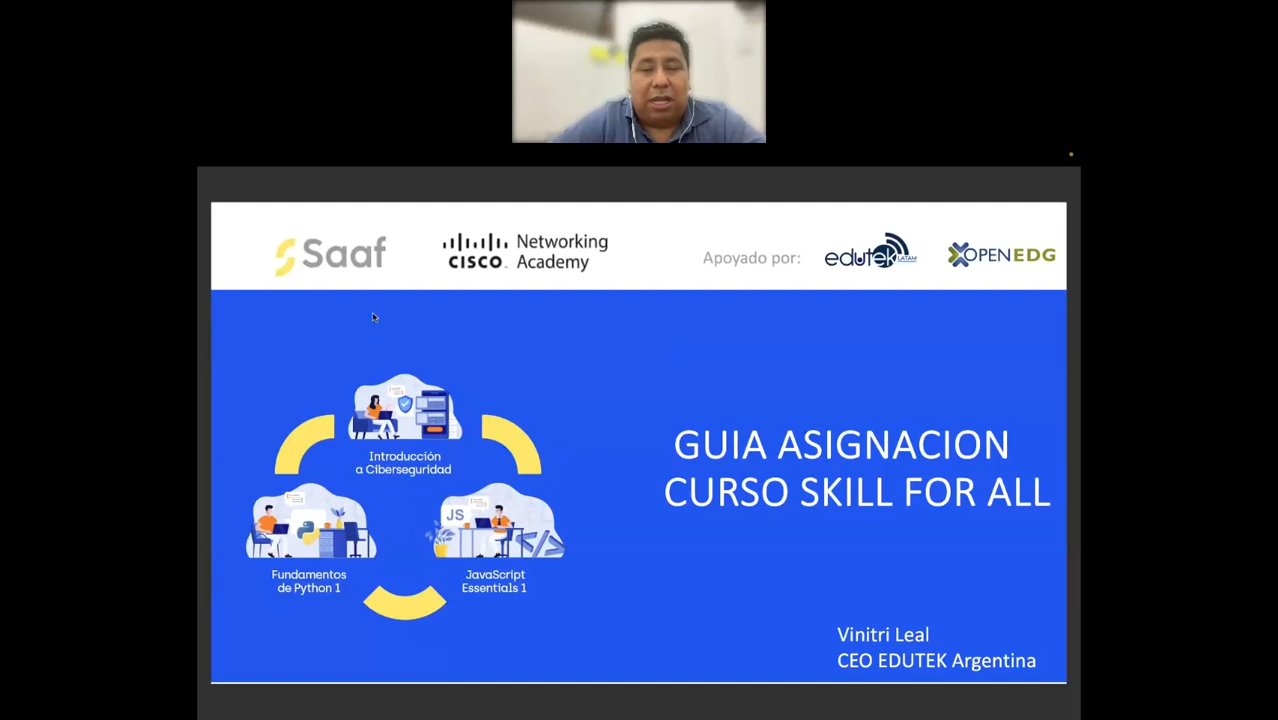 Saaf
CISCO Networking Academy
Apoyado por:
edutek LATAM
OPENEDG
GUIA ASIGNACION
CURSO SKILL FOR ALL
Introducción
a Ciberseguridad
JS
</>
Fundamentos
de Python 1
JavaScript
Essentials 1
Vinitri Leal
CEO EDUTEK Argentina